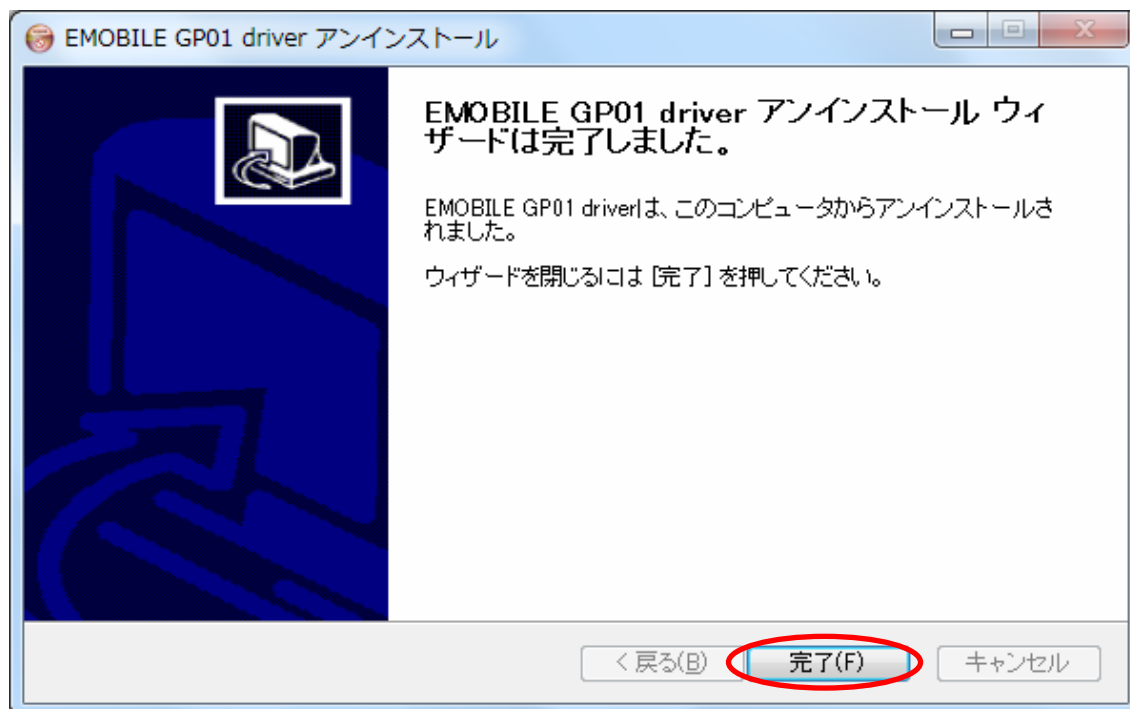 EMOBILE GP01 driver アンインストール
EMOBILE GP01 driver アンインストール ウィ
ザードは完了しました。
EMOBILE GP01 driverは、このコンピュータからアンインストールさ
れました。
ウィザードを閉じるには [完了] を押してください。
< 戻る(B) 完了(F) キャンセル